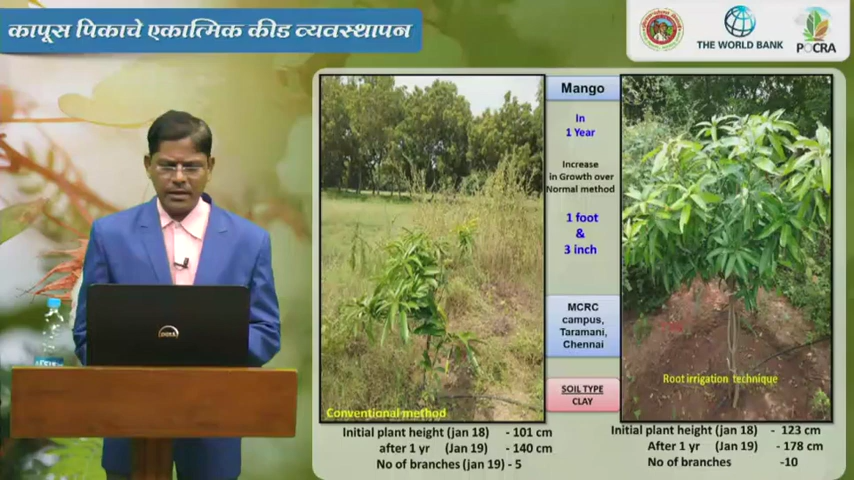 कापूस पिकाचे एकात्मिक कीड व्यवस्थापन
THE WORLD BANK
POCRA
Mango
In
1 Year
Increase
in Growth over
Normal method
1 foot
&
3 inch
MCRC
campus,
Taramani,
Chennai
SOIL TYPE
CLAY
Conventional method
Root irrigation technique
Initial plant height (jan 18) - 101 cm
after 1 yr (Jan 19) - 140 cm
No of branches (jan 19) - 5
Initial plant height (jan 18) - 123 cm
After 1 yr (Jan 19) - 178 cm
No of branches -10
DELL